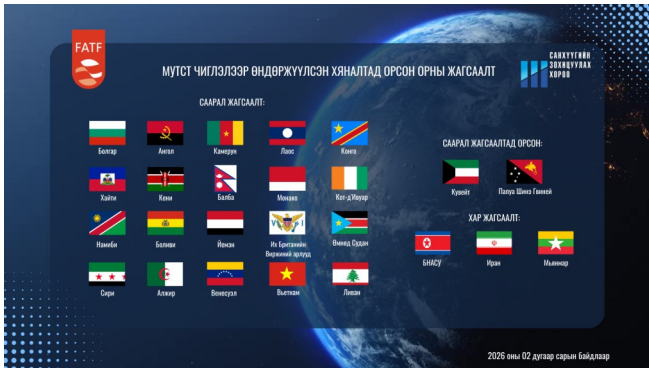 FATF
МУТСТ ЧИГЛЭЛЭЭР ӨНДӨРЖҮҮЛСЭН ХЯНАЛТАД ОРСОН ОРНЫ ЖАГСААЛТ
САНХҮҮГИЙН
ЗОХИЦУУЛАХ
ХОРОО
СААРАЛ ЖАГСААЛТ:
Болгар
Ангол
Камерун
Лаос
Конго
Хайти
Кени
Балба
Монако
Кот-д'Ивуар
Намиби
Боливи
Йемэн
Их Британийн
Виржиний арлууд
Өмнөд Судан
Сири
Алжир
Венесуэл
Вьетнам
Ливан
СААРАЛ ЖАГСААЛТАД ОРСОН:
Кувейт
Папуа Шинэ Гвиней
ХАР ЖАГСААЛТ:
БНАСУ
Иран
Мьянмар
2026 оны 02 дугаар сарын байдлаар